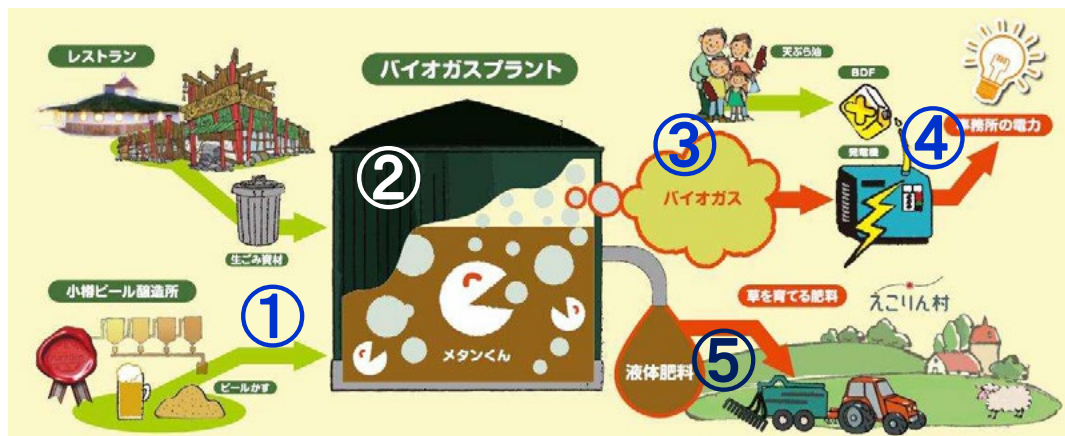 レストラン
生ごみ資材
小樽ビール醸造所
①
ビールかす
バイオガスプラント
②
メタンくん
③
バイオガス
天ぷら油
BDF
発電機
④
事務所の電力
液体肥料
⑤
草を育てる肥料
えこりん村